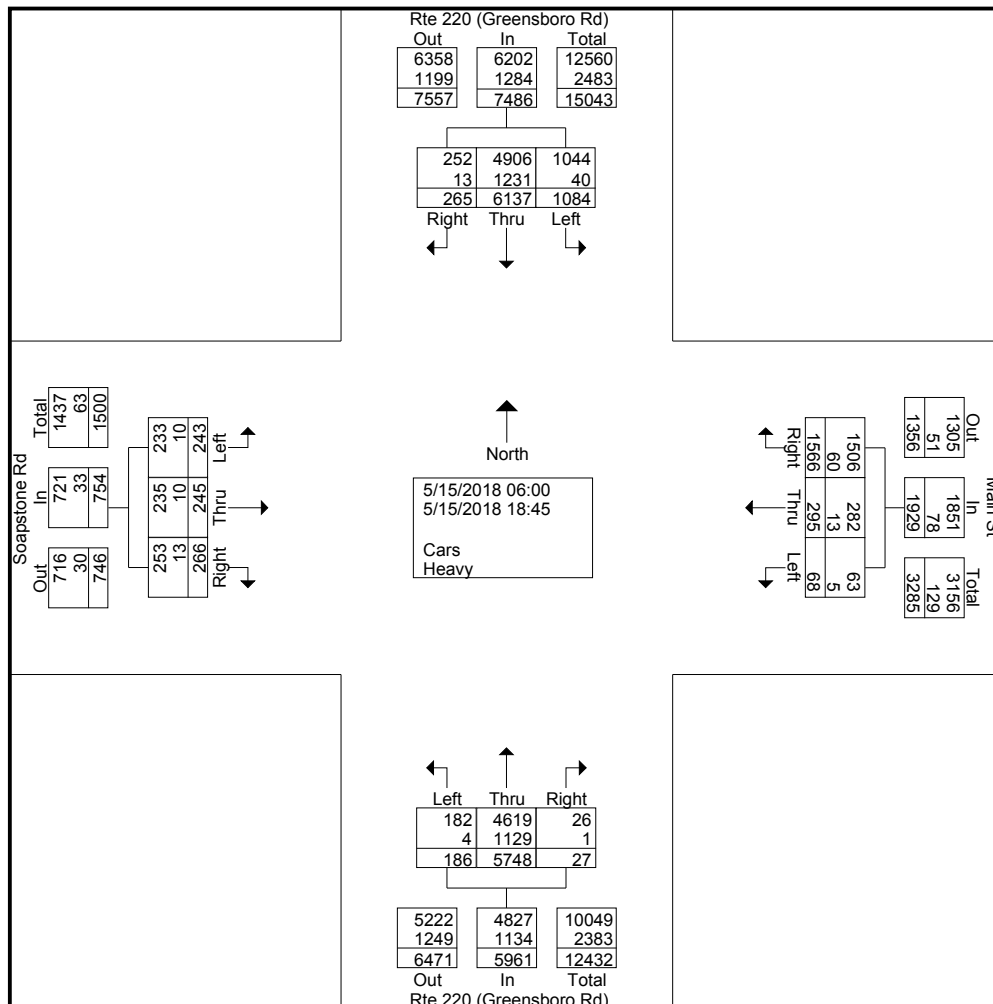 Rte 220 (Greensboro Rd)
Out In Total
6358 6202 12560
1199 1284 2483
7557 7486 15043
252 4906 1044
13 1231 40
265 6137 1084
Right Thru Left
Soapstone Rd
Total In Out
1437 721 716
63 33 30
1500 754 746
233 235 253
10 10 13
243 245 266
Left Thru Right
North
5/15/2018 06:00
5/15/2018 18:45
Cars
Heavy
Right Thru Left
1566 295 68
60 13 5
1506 282 63
1356 1929 3285
51 78 129
1305 1851 3156
Out In Total
Main St
Left Thru Right
182 4619 26
4 1129 1
186 5748 27
5222 4827 10049
1249 1134 2383
6471 5961 12432
Out In Total
Rte 220 (Greensboro Rd)